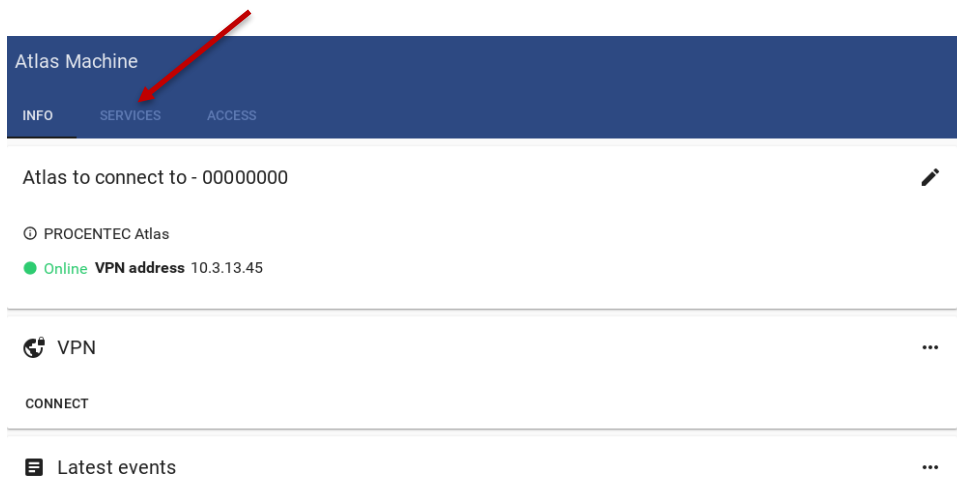 Atlas Machine
INFO SERVICES ACCESS
Atlas to connect to - 00000000
PROCENTEC Atlas
Online VPN address 10.3.13.45
VPN
CONNECT
Latest events